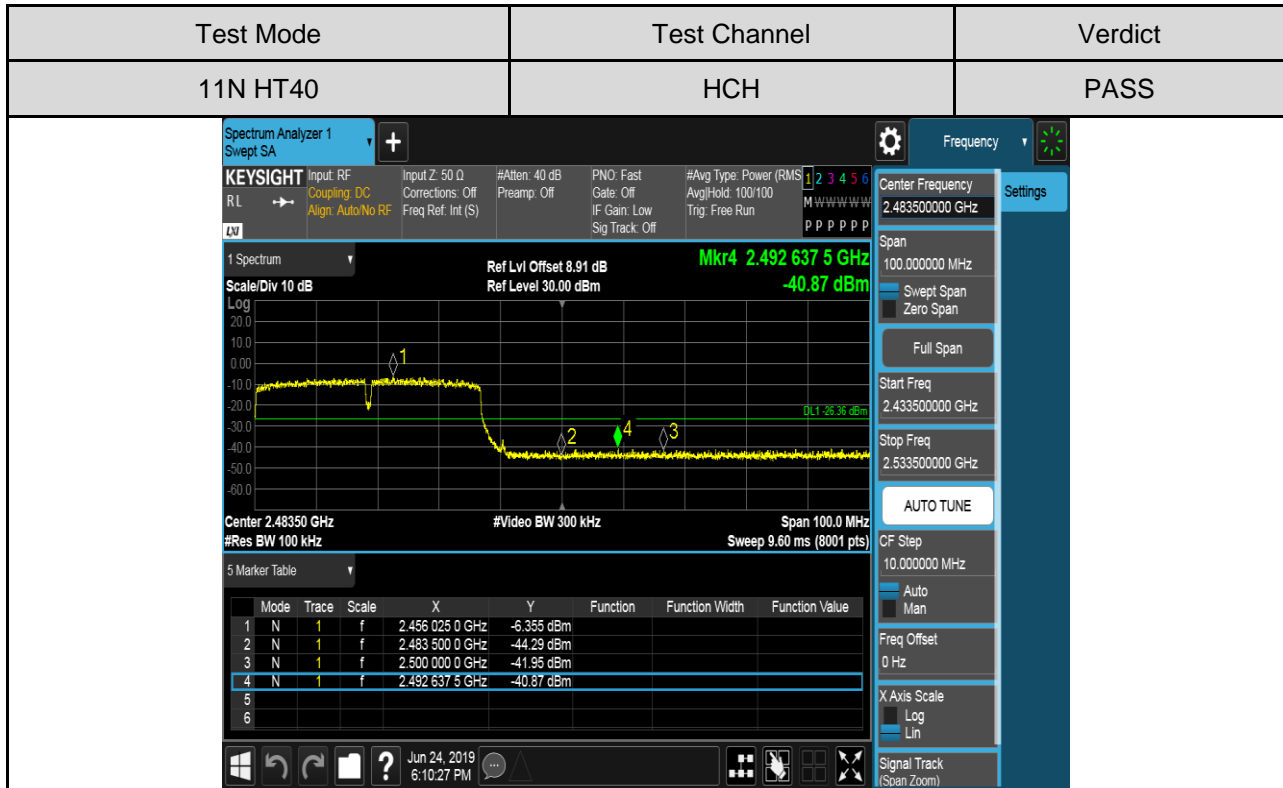 Test Mode Test Channel Verdict
11N HT40 HCH PASS
Spectrum Analyzer 1
Swept SA
Frequency
KEYSIGHT
RL
LXI
Input: RF
Coupling: DC
Align: Auto/No RF
Input Z: 50 Ω
Corrections: Off
Freq Ref: Int (S)
#Atten: 40 dB
Preamp: Off
PNO: Fast
Gate: Off
IF Gain: Low
Sig Track: Off
#Avg Type: Power (RMS
Avg|Hold: 100/100
Trig: Free Run
1 2 3 4 5 6
M W W W W W
P P P P P P
1 Spectrum
Scale/Div 10 dB
Ref Lvl Offset 8.91 dB
Ref Level 30.00 dBm
Mkr4 2.492 637 5 GHz
-40.87 dBm
Log
20.0
10.0
0.00
-10.0
-20.0
-30.0
-40.0
-50.0
-60.0
1
2
4
3
DL1 -26.36 dBm
Center 2.48350 GHz #Video BW 300 kHz Span 100.0 MHz
#Res BW 100 kHz Sweep 9.60 ms (8001 pts)
5 Marker Table
Mode Trace Scale X Y Function Function Width Function Value
1 N 1 f 2.456 025 0 GHz -6.355 dBm
2 N 1 f 2.483 500 0 GHz -44.29 dBm
3 N 1 f 2.500 000 0 GHz -41.95 dBm
4 N 1 f 2.492 637 5 GHz -40.87 dBm
5
6
?
Jun 24, 2019
6:10:27 PM
Center Frequency
2.483500000 GHz
Settings
Span
100.000000 MHz
Swept Span
Zero Span
Full Span
Start Freq
2.433500000 GHz
Stop Freq
2.533500000 GHz
AUTO TUNE
CF Step
10.000000 MHz
Auto
Man
Freq Offset
0 Hz
X Axis Scale
Log
Lin
Signal Track
(Span Zoom)